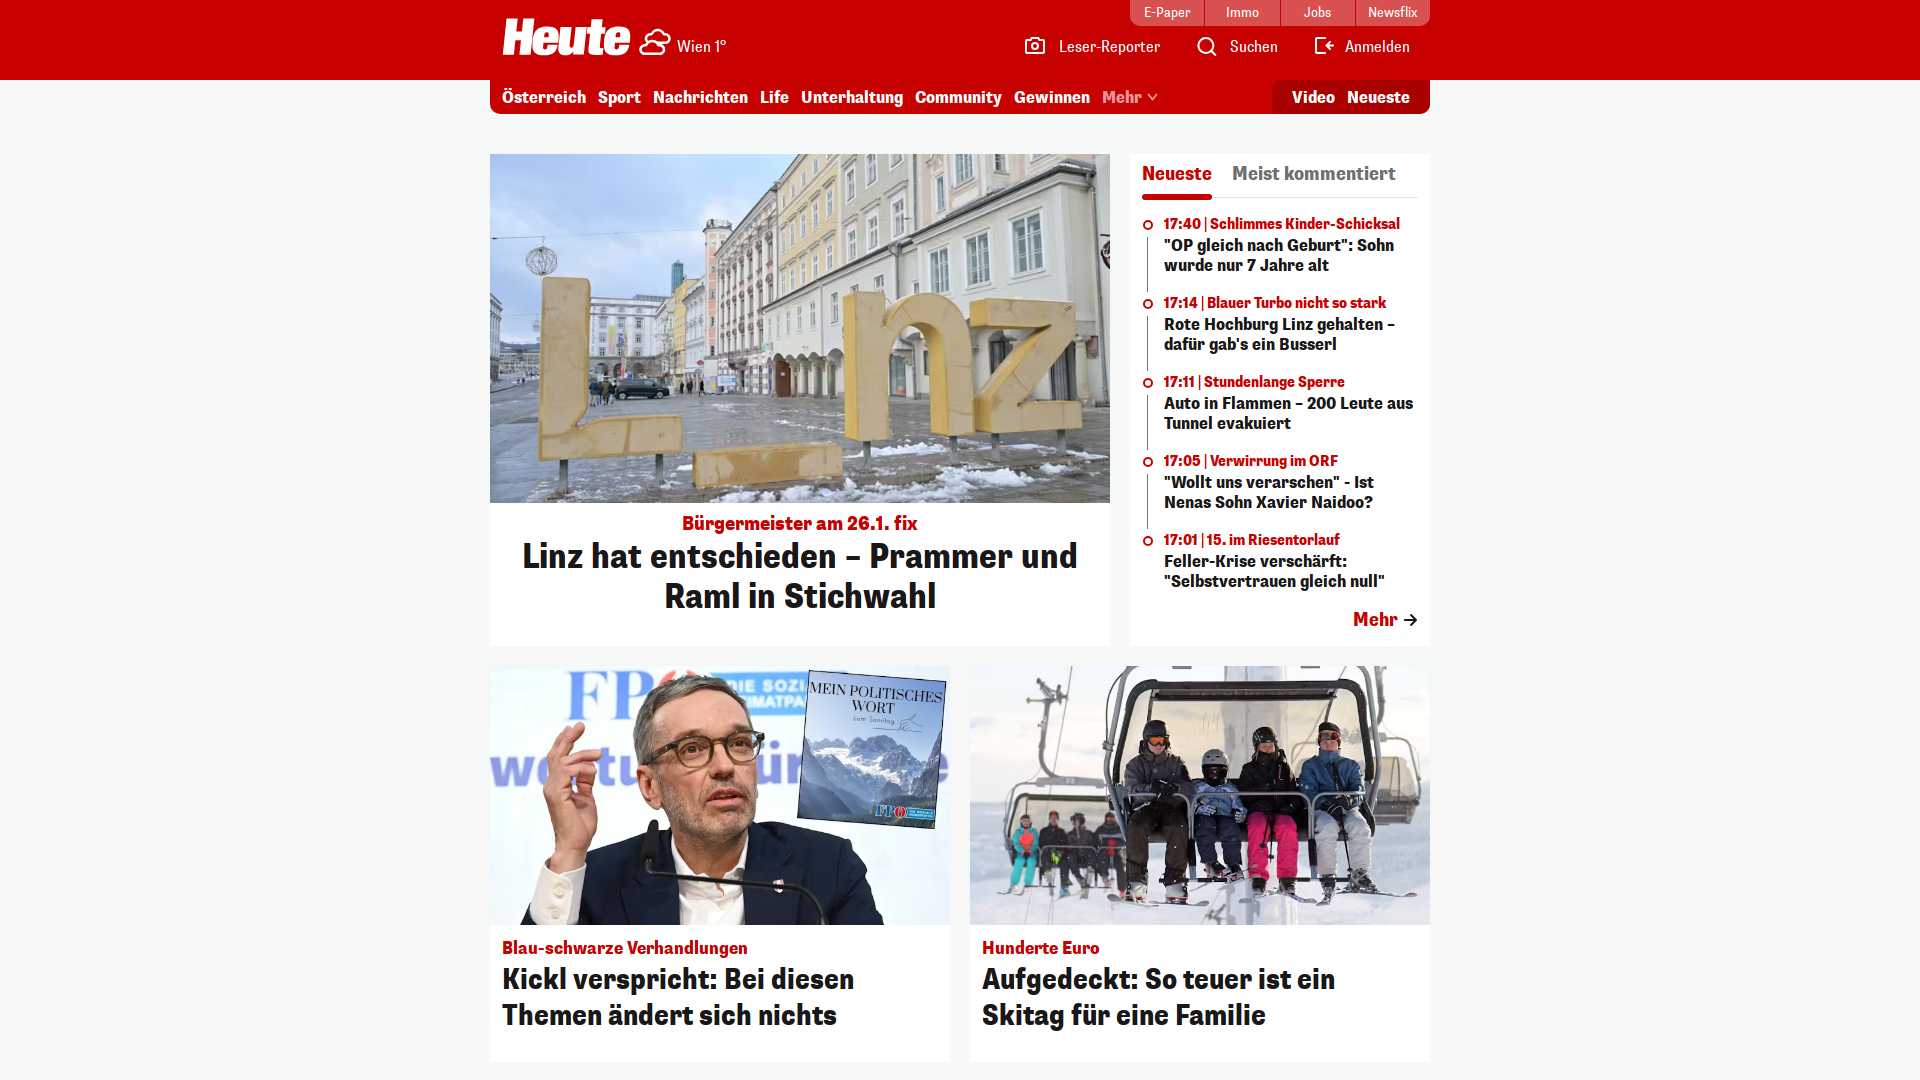 E-Paper
Immo
Jobs
Newsflix
Heute
Wien 1°
Leser-Reporter
Suchen
Anmelden
Österreich
Sport
Nachrichten
Life
Unterhaltung
Community
Gewinnen
Mehr
Video
Neueste
L_nz
Bürgermeister am 26.1. fix
Linz hat entschieden – Prammer und
Raml in Stichwahl
Neueste
Meist kommentiert
17:40 | Schlimmes Kinder-Schicksal
"OP gleich nach Geburt": Sohn
wurde nur 7 Jahre alt
17:14 | Blauer Turbo nicht so stark
Rote Hochburg Linz gehalten –
dafür gab's ein Busserl
17:11 | Stundenlange Sperre
Auto in Flammen – 200 Leute aus
Tunnel evakuiert
17:05 | Verwirrung im ORF
"Wollt uns verarschen" - Ist
Nenas Sohn Xavier Naidoo?
17:01 | 15. im Riesentorlauf
Feller-Krise verschärft:
"Selbstvertrauen gleich null"
Mehr
FPÖ
DIE SOZI
EIMATPA
MEIN POLITISCHES
WORT
zum Sonntag
FPÖ
Blau-schwarze Verhandlungen
Kickl verspricht: Bei diesen
Themen ändert sich nichts
Hunderte Euro
Aufgedeckt: So teuer ist ein
Skitag für eine Familie